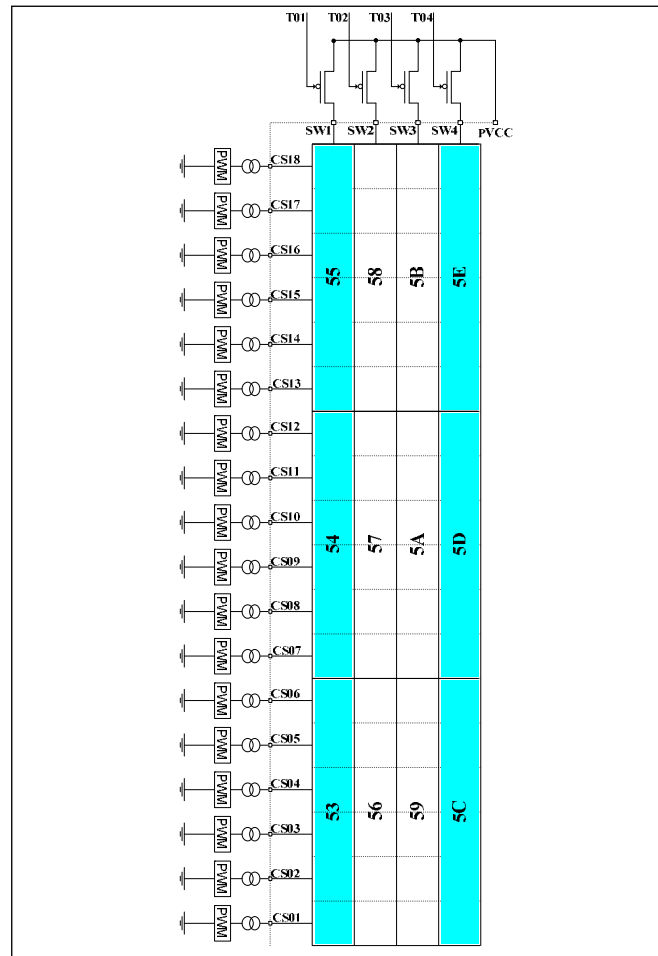 T01 T02 T03 T04
SW1 SW2 SW3 SW4 PVCC
PWM CS18
PWM CS17
PWM CS16
55 58 5B 5E
PWM CS15
PWM CS14
PWM CS13
PWM CS12
PWM CS11
PWM CS10
54 57 5A 5D
PWM CS09
PWM CS08
PWM CS07
PWM CS06
PWM CS05
PWM CS04
53 56 59 5C
PWM CS03
PWM CS02
PWM CS01